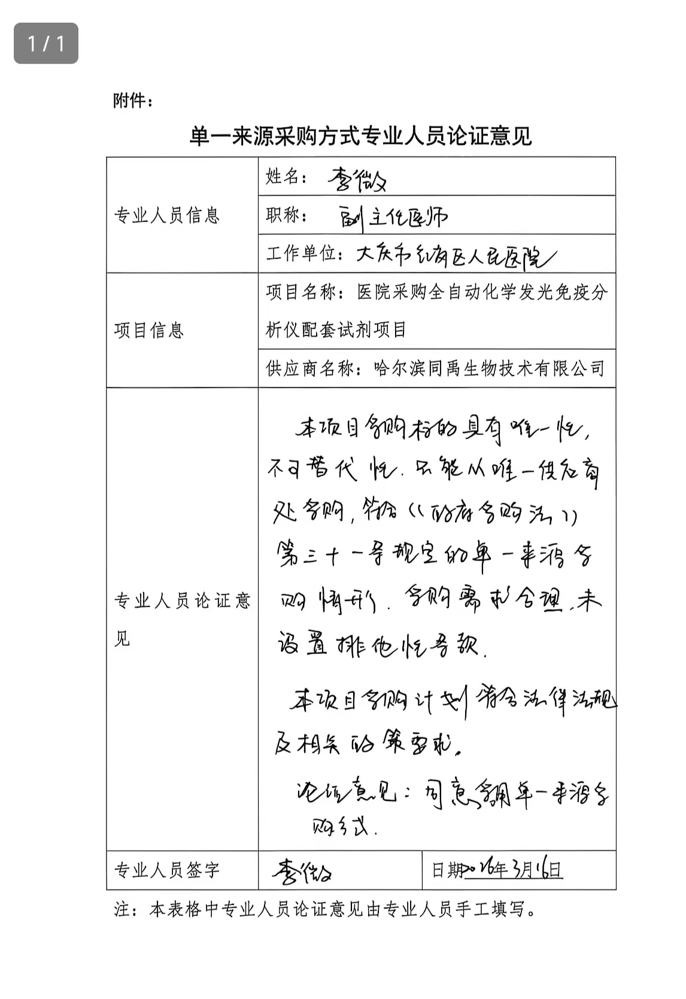 1 / 1
附件：
单一来源采购方式专业人员论证意见
专业人员信息
姓名：李微
职称：副主任医师
工作单位：大庆市红岗区人民医院
项目信息
项目名称：医院采购全自动化学发光免疫分
析仪配套试剂项目
供应商名称：哈尔滨同禹生物技术有限公司
专业人员论证意
见
本项目采购标的具有唯一性，
不可替代性.只能从唯一供应商
处采购,符合《政府采购法》
第三十一条规定的单一来源采
购情形.采购需求合理.未
设置排他性条款.
本项目采购计划符合法律法规
及相关政策要求。
论证意见：同意采用单一来源采
购方式.
专业人员签字
李微
日期2026年3月16日
注：本表格中专业人员论证意见由专业人员手工填写。